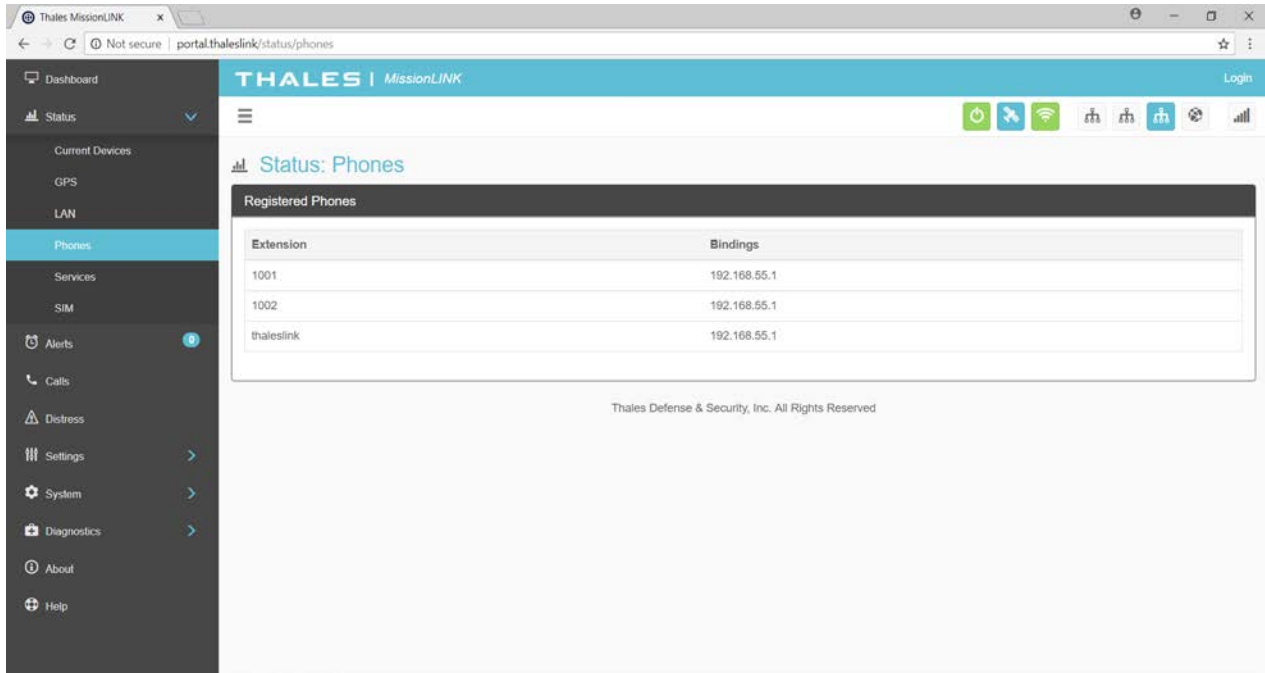 Thales MissionLINK
Not secure | portal.thaleslink/status/phones
Dashboard
THALES | MissionLINK
Login
Status
Current Devices
GPS
LAN
Phones
Services
SIM
Alerts
0
Calls
Distress
Settings
System
Diagnostics
About
Help
Status: Phones
Registered Phones
Extension Bindings
1001 192.168.55.1
1002 192.168.55.1
thaleslink 192.168.55.1
Thales Defense & Security, Inc. All Rights Reserved